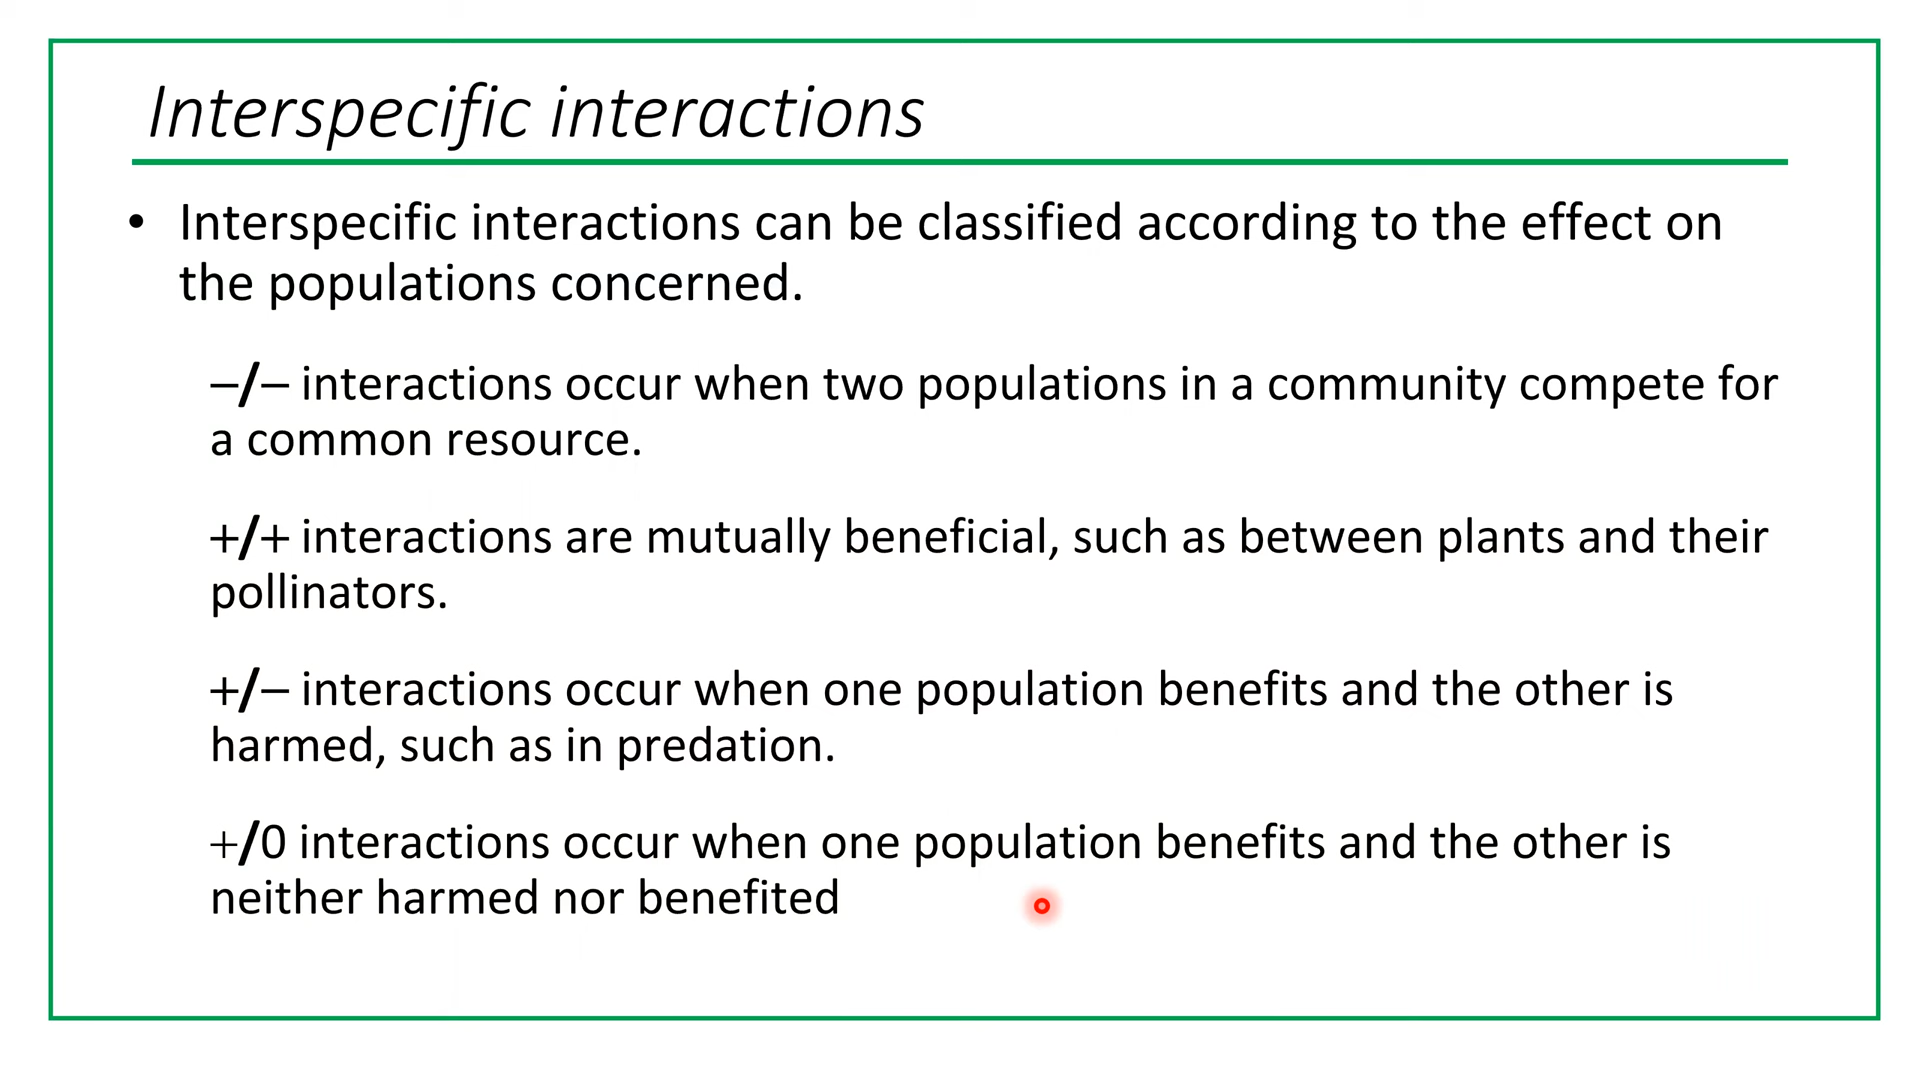 Interspecific interactions
• Interspecific interactions can be classified according to the effect on
the populations concerned.
–/– interactions occur when two populations in a community compete for
a common resource.
+/+ interactions are mutually beneficial, such as between plants and their
pollinators.
+/– interactions occur when one population benefits and the other is
harmed, such as in predation.
+/0 interactions occur when one population benefits and the other is
neither harmed nor benefited